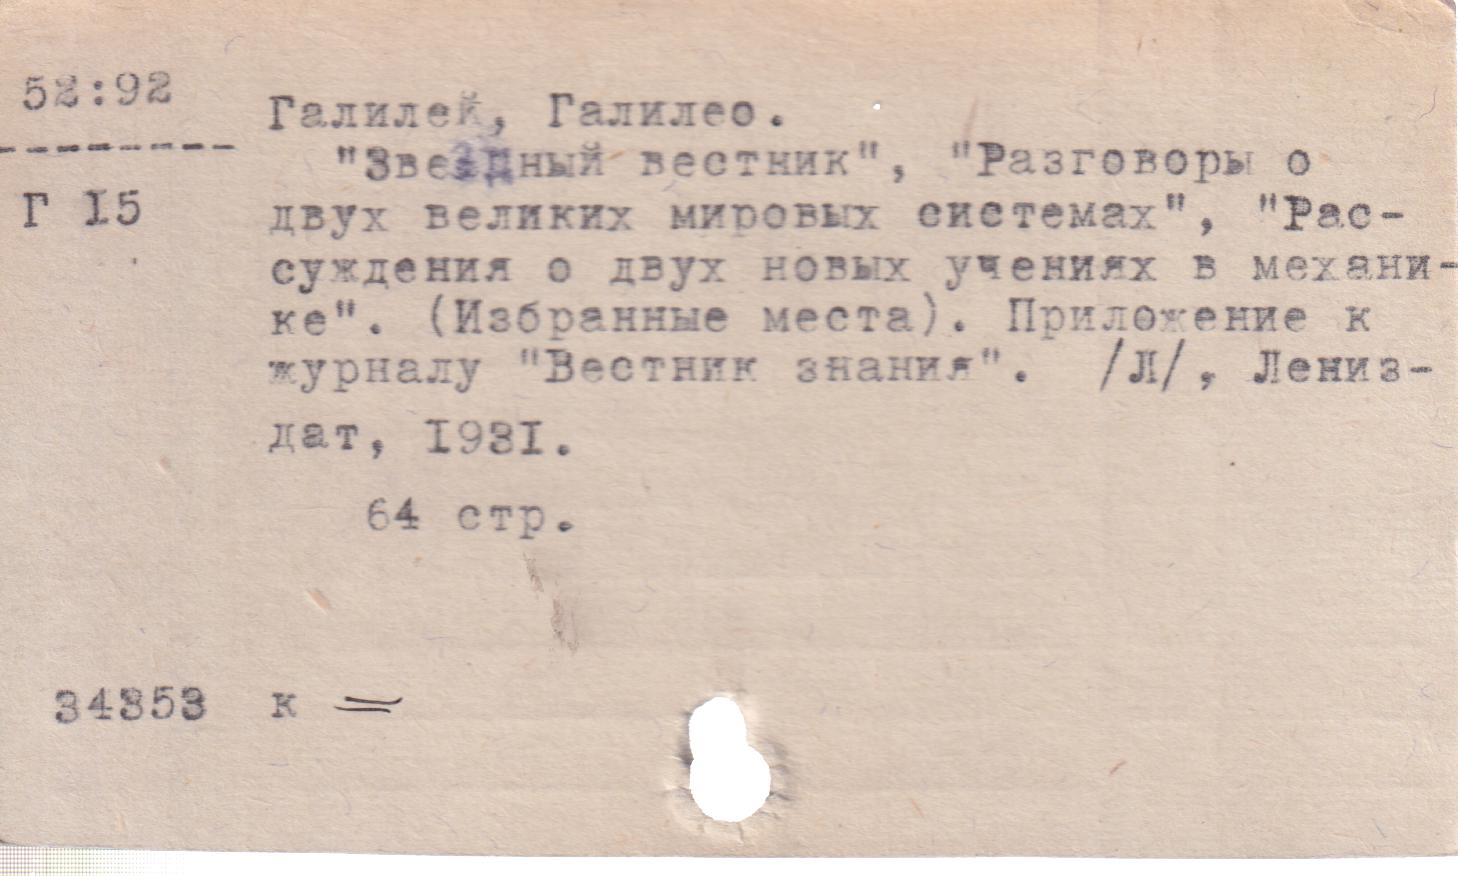 52:92
Галилей, Галилео.
---------
"Звездный вестник", "Разговоры о
Г I5
двух великих мировых системах", "Рас-
суждения о двух новых учениях в механи-
ке". (Избранные места). Приложение к
журналу "Вестник знания". /Л/, Лениз-
дат, I931.
64 стр.
34353 к =